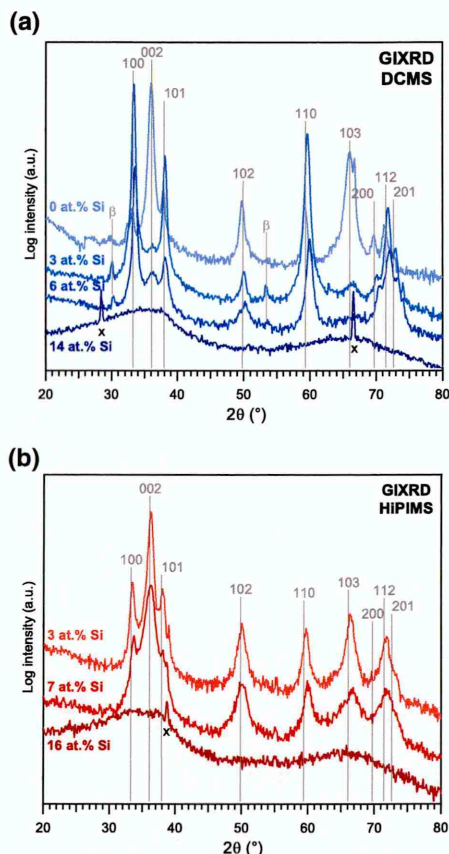 (a)
GIXRD
DCMS
100
002
101
102
110
103
200
112
201
0 at.% Si
β
β
3 at.% Si
6 at.% Si
14 at.% Si
x
x
Log intensity (a.u.)
20 30 40 50 60 70 80
2θ (°)
(b)
GIXRD
HiPIMS
100
002
101
102
110
103
200
112
201
3 at.% Si
7 at.% Si
16 at.% Si
x
Log intensity (a.u.)
20 30 40 50 60 70 80
2θ (°)